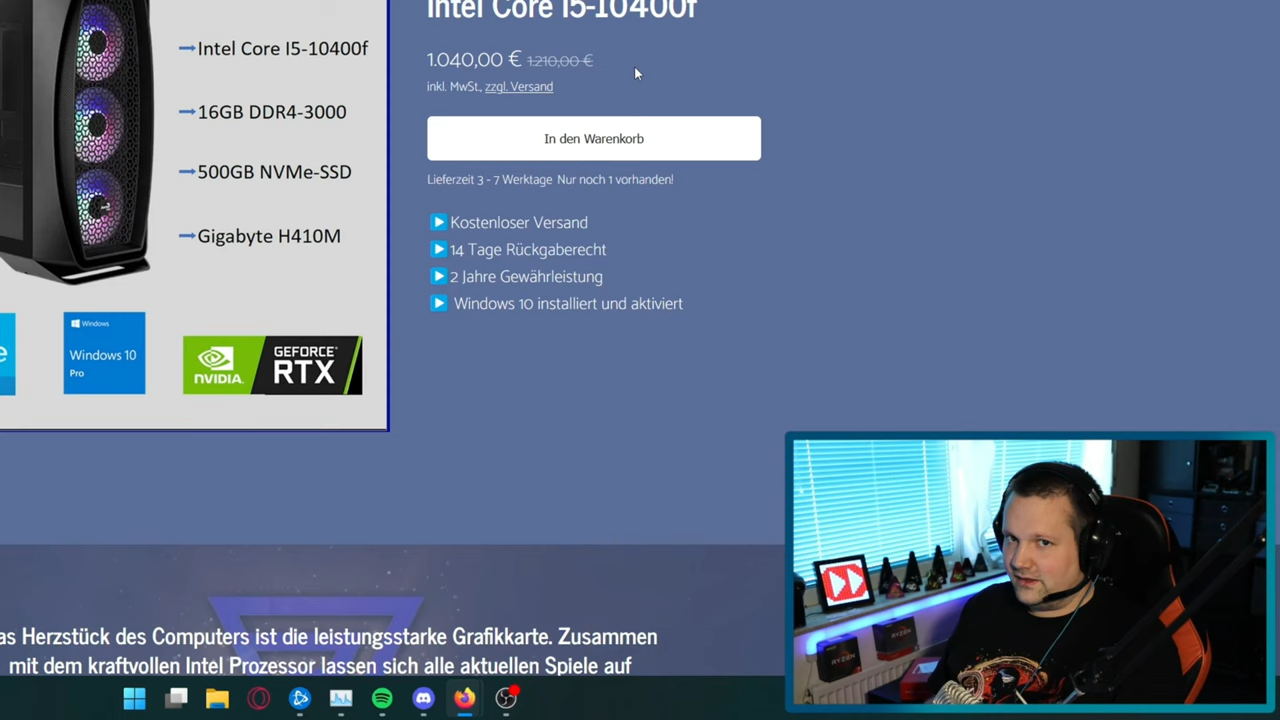 Intel Core I5-10400f
1.040,00 € 1.210,00 €
inkl. MwSt., zzgl. Versand
In den Warenkorb
Lieferzeit 3 - 7 Werktage Nur noch 1 vorhanden!
Kostenloser Versand
14 Tage Rückgaberecht
2 Jahre Gewährleistung
Windows 10 installiert und aktiviert
Intel Core I5-10400f
16GB DDR4-3000
500GB NVMe-SSD
Gigabyte H410M
e
Windows
Windows 10
Pro
NVIDIA.
GEFORCE
RTX
as Herzstück des Computers ist die leistungsstarke Grafikkarte. Zusammen
mit dem kraftvollen Intel Prozessor lassen sich alle aktuellen Spiele auf
RYZEN
RYZEN